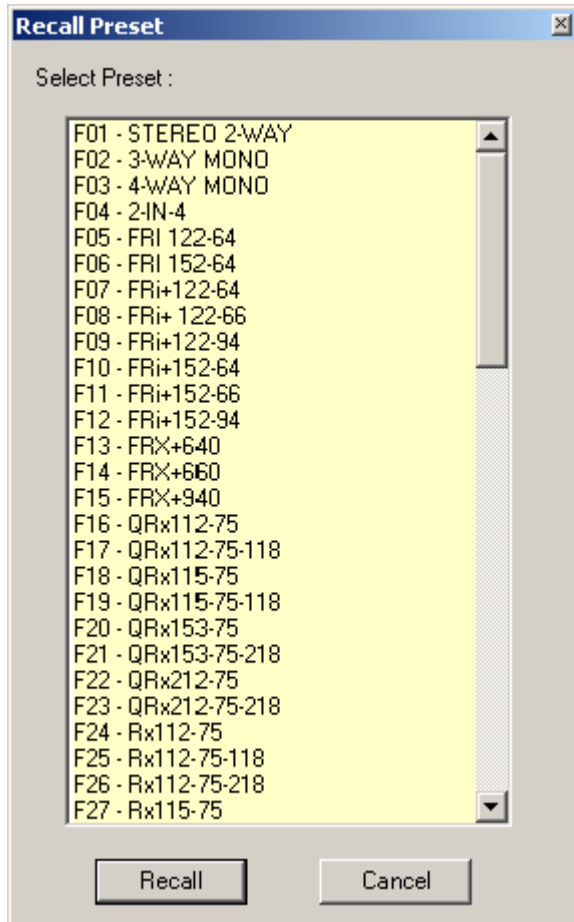 Recall Preset
Select Preset :
F01 - STEREO 2-WAY
F02 - 3-WAY MONO
F03 - 4-WAY MONO
F04 - 2-IN-4
F05 - FRI 122-64
F06 - FRI 152-64
F07 - FRi+122-64
F08 - FRi+ 122-66
F09 - FRi+122-94
F10 - FRi+152-64
F11 - FRi+152-66
F12 - FRi+152-94
F13 - FRX+640
F14 - FRX+660
F15 - FRX+940
F16 - QRx112-75
F17 - QRx112-75-118
F18 - QRx115-75
F19 - QRx115-75-118
F20 - QRx153-75
F21 - QRx153-75-218
F22 - QRx212-75
F23 - QRx212-75-218
F24 - Rx112-75
F25 - Rx112-75-118
F26 - Rx112-75-218
F27 - Rx115-75
Recall Cancel